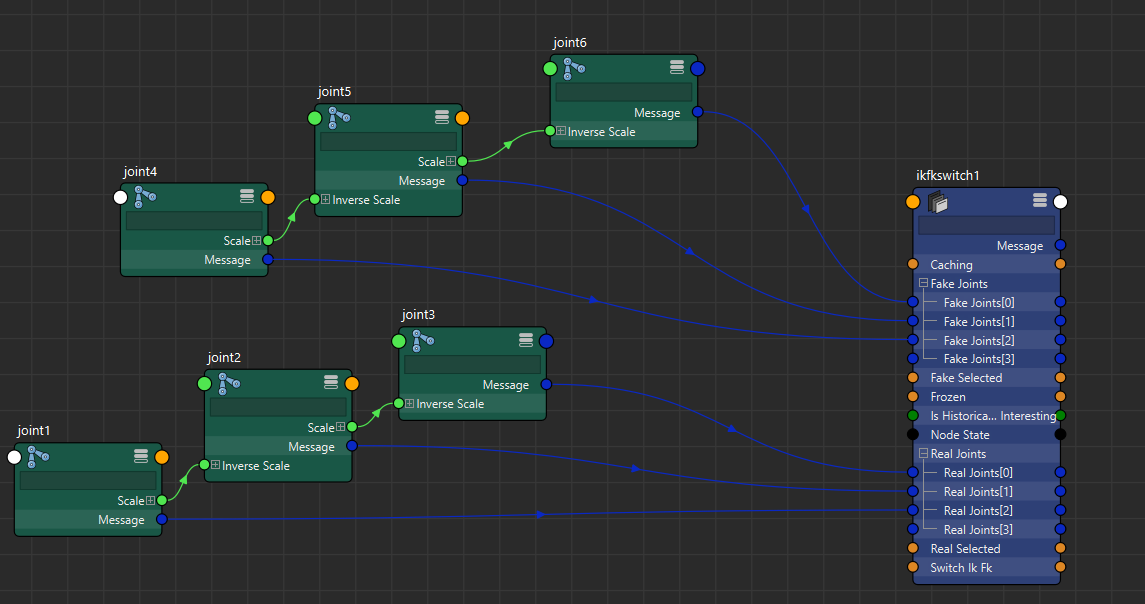 joint6
Message
Inverse Scale
joint5
Scale
Message
Inverse Scale
joint4
Scale
Message
joint3
Message
Inverse Scale
joint2
Scale
Message
Inverse Scale
joint1
Scale
Message
ikfkswitch1
Message
Caching
Fake Joints
Fake Joints[0]
Fake Joints[1]
Fake Joints[2]
Fake Joints[3]
Fake Selected
Frozen
Is Historica... Interesting
Node State
Real Joints
Real Joints[0]
Real Joints[1]
Real Joints[2]
Real Joints[3]
Real Selected
Switch Ik Fk